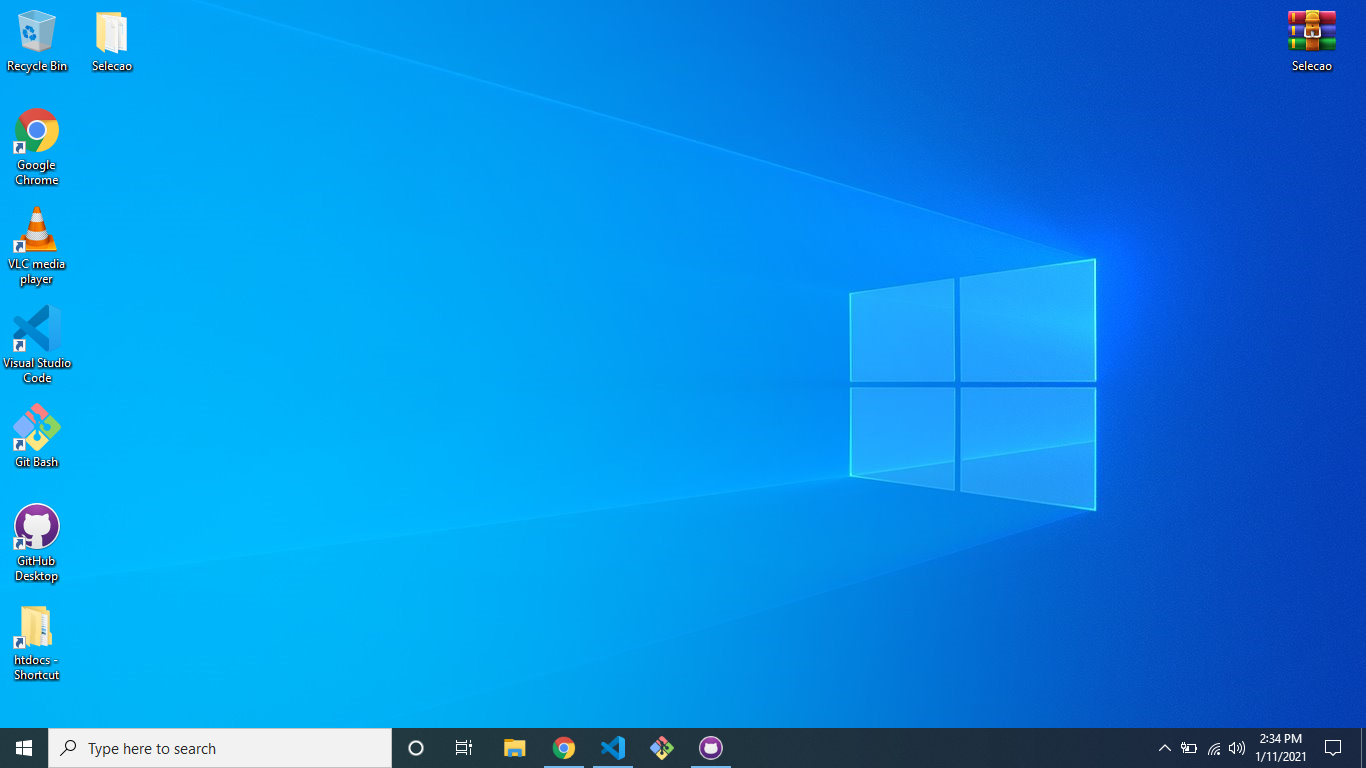 Recycle Bin
Selecao
Selecao
Google
Chrome
VLC media
player
Visual Studio
Code
Git Bash
GitHub
Desktop
htdocs -
Shortcut
Type here to search
2:34 PM
1/11/2021